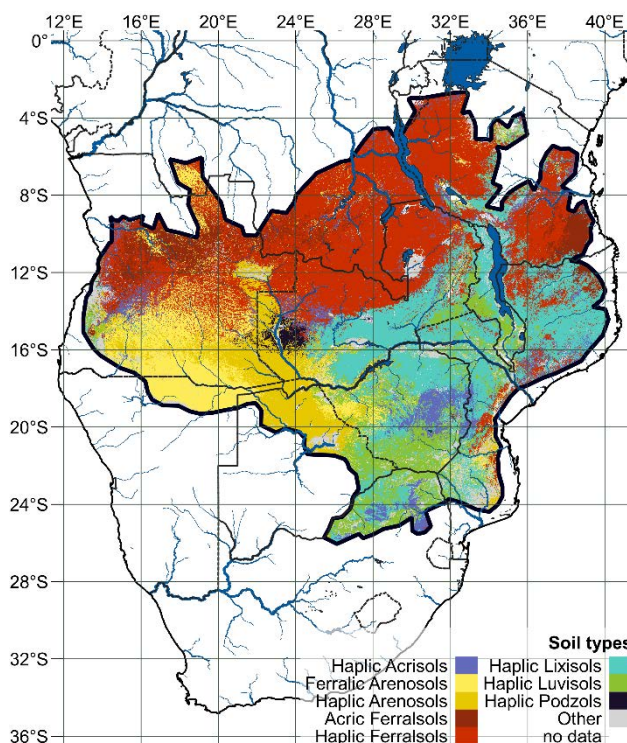 12°E 16°E 20°E 24°E 28°E 32°E 36°E 40°E
0°
4°S
8°S
12°S
16°S
20°S
24°S
28°S
32°S
36°S
Soil types
Haplic Acrisols Haplic Lixisols
Ferralic Arenosols Haplic Luvisols
Haplic Arenosols Haplic Podzols
Acric Ferralsols Other
Haplic Ferralsols no data